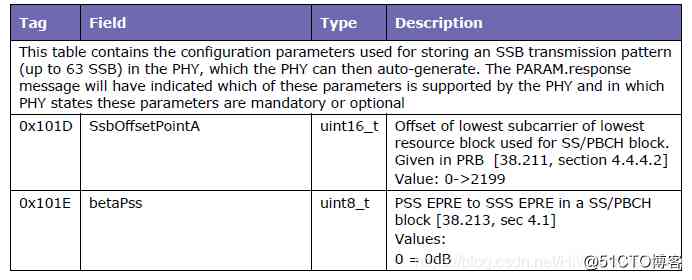 Tag Field Type Description
This table contains the configuration parameters used for storing an SSB transmission pattern
(up to 63 SSB) in the PHY, which the PHY can then auto-generate. The PARAM.response
message will have indicated which of these parameters is supported by the PHY and in which
PHY states these parameters are mandatory or optional
0x101D SsbOffsetPointA uint16_t Offset of lowest subcarrier of lowest
resource block used for SS/PBCH block.
Given in PRB [38.211, section 4.4.4.2]
Value: 0->2199
0x101E betaPss uint8_t PSS EPRE to SSS EPRE in a SS/PBCH
block [38.213, sec 4.1]
Values:
0 = 0dB
@51CTO博客